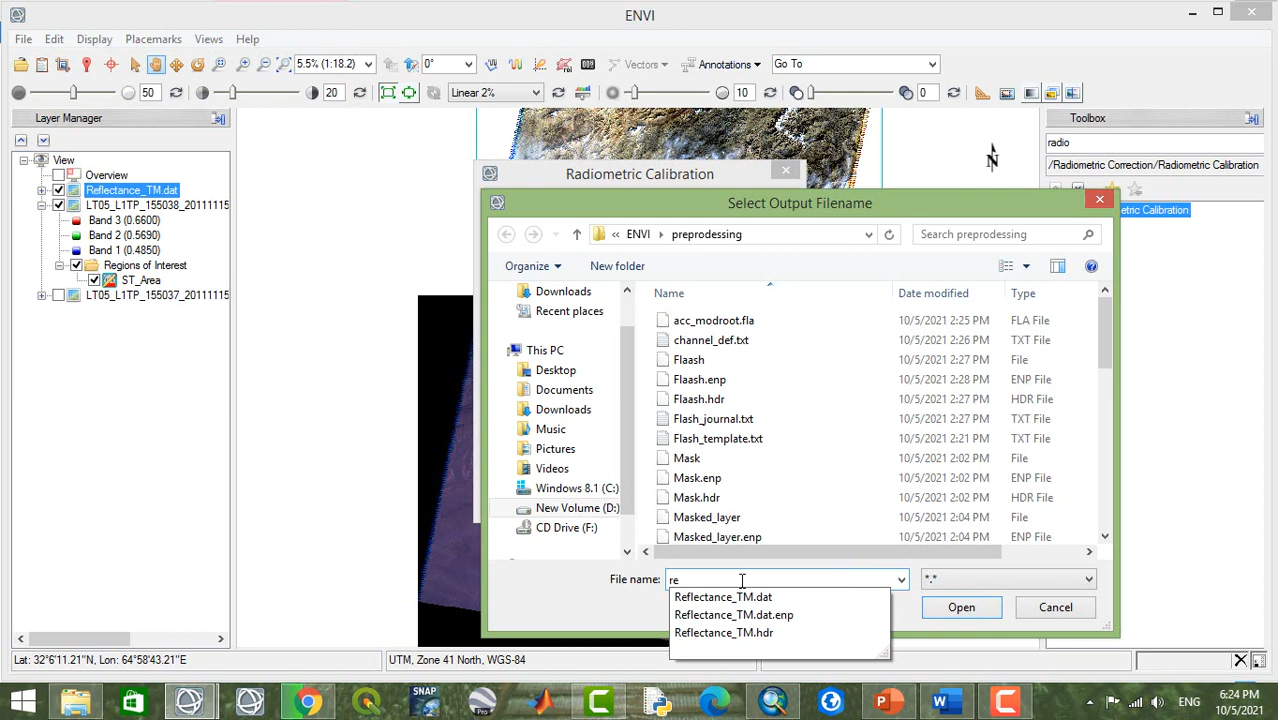 ENVI
File Edit Display Placemarks Views Help
5.5% (1:18.2) 0° Vectors Annotations Go To
50 20 Linear 2% 10 0
Layer Manager
View
Overview
Reflectance_TM.dat
LT05_L1TP_155038_20111115
Band 3 (0.6600)
Band 2 (0.5690)
Band 1 (0.4850)
Regions of Interest
ST_Area
LT05_L1TP_155037_20111115
N
Toolbox
radio
/Radiometric Correction/Radiometric Calibration
etric Calibration
Radiometric Calibration
Select Output Filename
« ENVI preprodessing Search preprodessing
Organize New folder
Downloads
Recent places
This PC
Desktop
Documents
Downloads
Music
Pictures
Videos
Windows 8.1 (C:)
New Volume (D:)
CD Drive (F:)
Name Date modified Type
acc_modroot.fla 10/5/2021 2:25 PM FLA File
channel_def.txt 10/5/2021 2:26 PM TXT File
Flaash 10/5/2021 2:27 PM File
Flaash.enp 10/5/2021 2:28 PM ENP File
Flaash.hdr 10/5/2021 2:27 PM HDR File
Flash_journal.txt 10/5/2021 2:27 PM TXT File
Flash_template.txt 10/5/2021 2:21 PM TXT File
Mask 10/5/2021 2:02 PM File
Mask.enp 10/5/2021 2:02 PM ENP File
Mask.hdr 10/5/2021 2:02 PM HDR File
Masked_layer 10/5/2021 2:04 PM File
Masked_layer.enp 10/5/2021 2:04 PM ENP File
File name: re *.*
Reflectance_TM.dat
Reflectance_TM.dat.enp
Reflectance_TM.hdr
Open Cancel
Lat: 32°6'11.21"N, Lon: 64°58'43.21"E UTM, Zone 41 North, WGS-84
SNAP Pro ENG 6:24 PM
10/5/2021